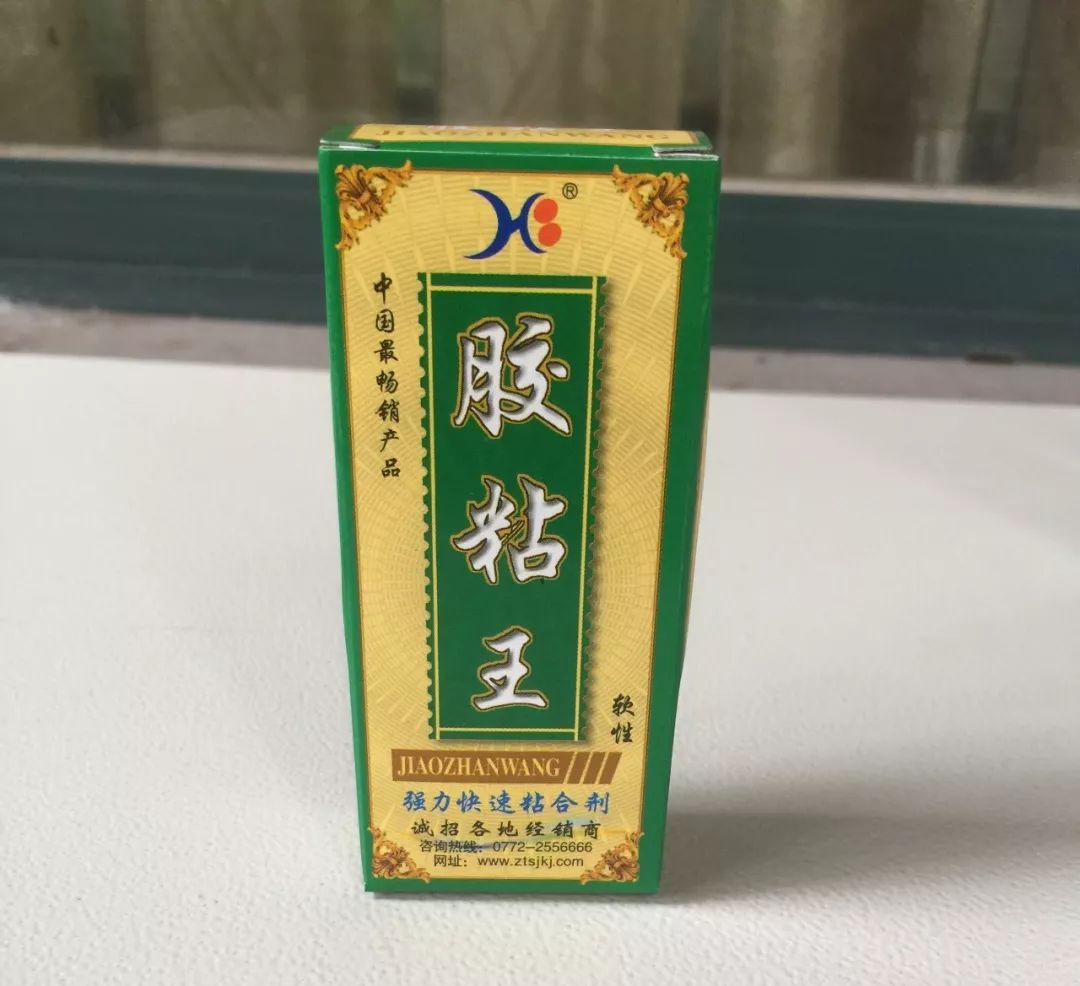 JIAOZHANWANG
®
中国最畅销产品
胶粘王
软性
JIAOZHANWANG
强力快速粘合剂
诚招各地经销商
咨询热线：0772-2556666
网址：www.ztsjkj.com